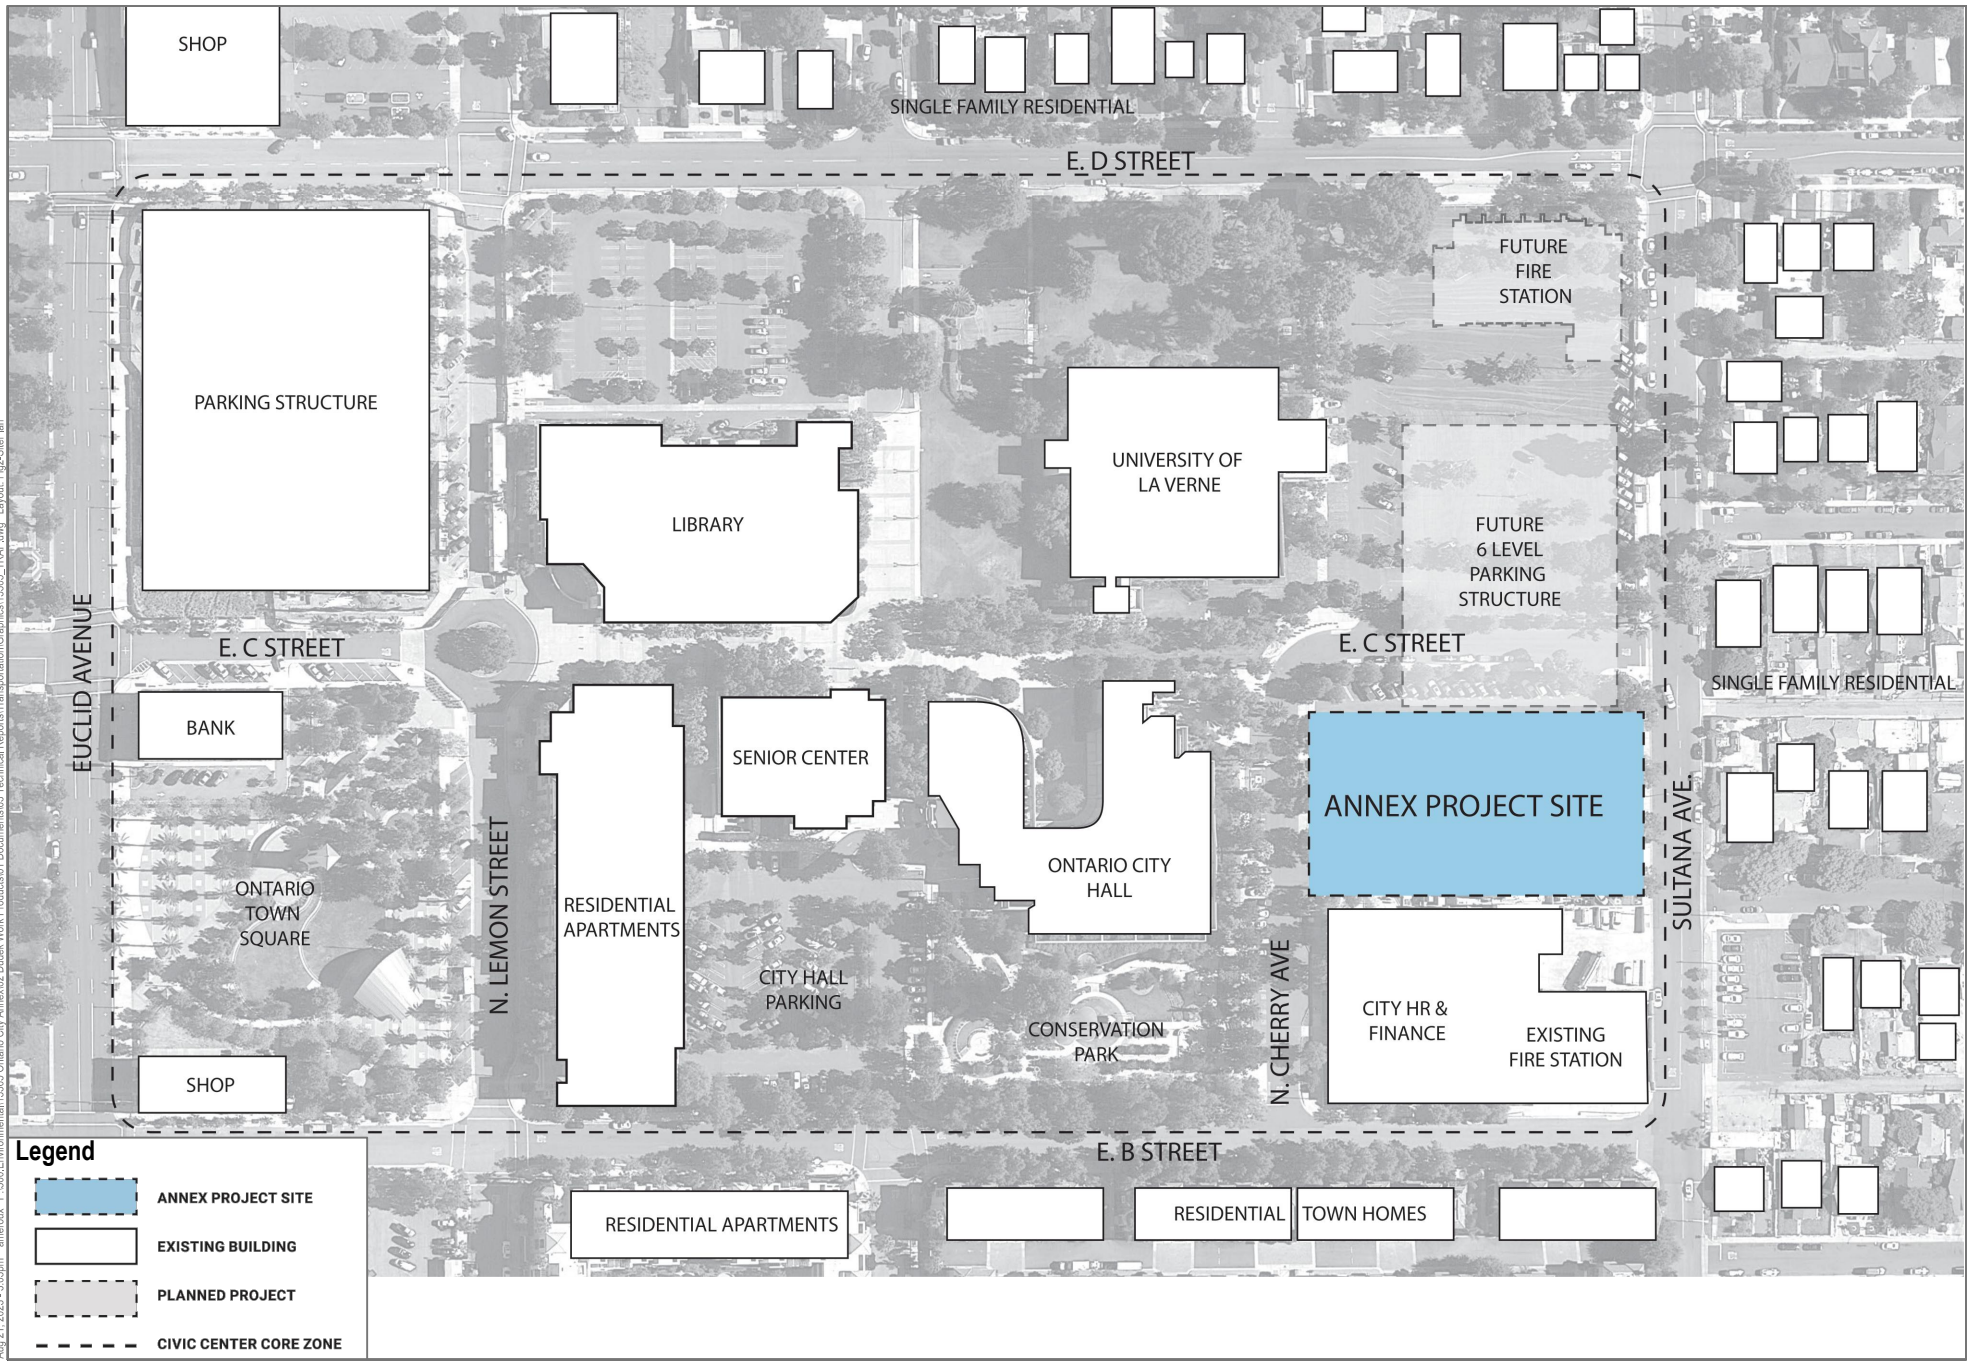 SHOP
SINGLE FAMILY RESIDENTIAL
E. D STREET
FUTURE
FIRE
STATION
PARKING STRUCTURE
UNIVERSITY OF
LA VERNE
LIBRARY
FUTURE
6 LEVEL
PARKING
STRUCTURE
EUCLID AVENUE
E. C STREET
E. C STREET
SINGLE FAMILY RESIDENTIAL
BANK
SENIOR CENTER
ANNEX PROJECT SITE
SULTANA AVE.
ONTARIO CITY
HALL
ONTARIO
TOWN
SQUARE
N. LEMON STREET
RESIDENTIAL
APARTMENTS
CITY HALL
PARKING
CONSERVATION
PARK
N. CHERRY AVE
CITY HR &
FINANCE
EXISTING
FIRE STATION
SHOP
E. B STREET
RESIDENTIAL APARTMENTS
RESIDENTIAL TOWN HOMES
Legend
ANNEX PROJECT SITE
EXISTING BUILDING
PLANNED PROJECT
CIVIC CENTER CORE ZONE